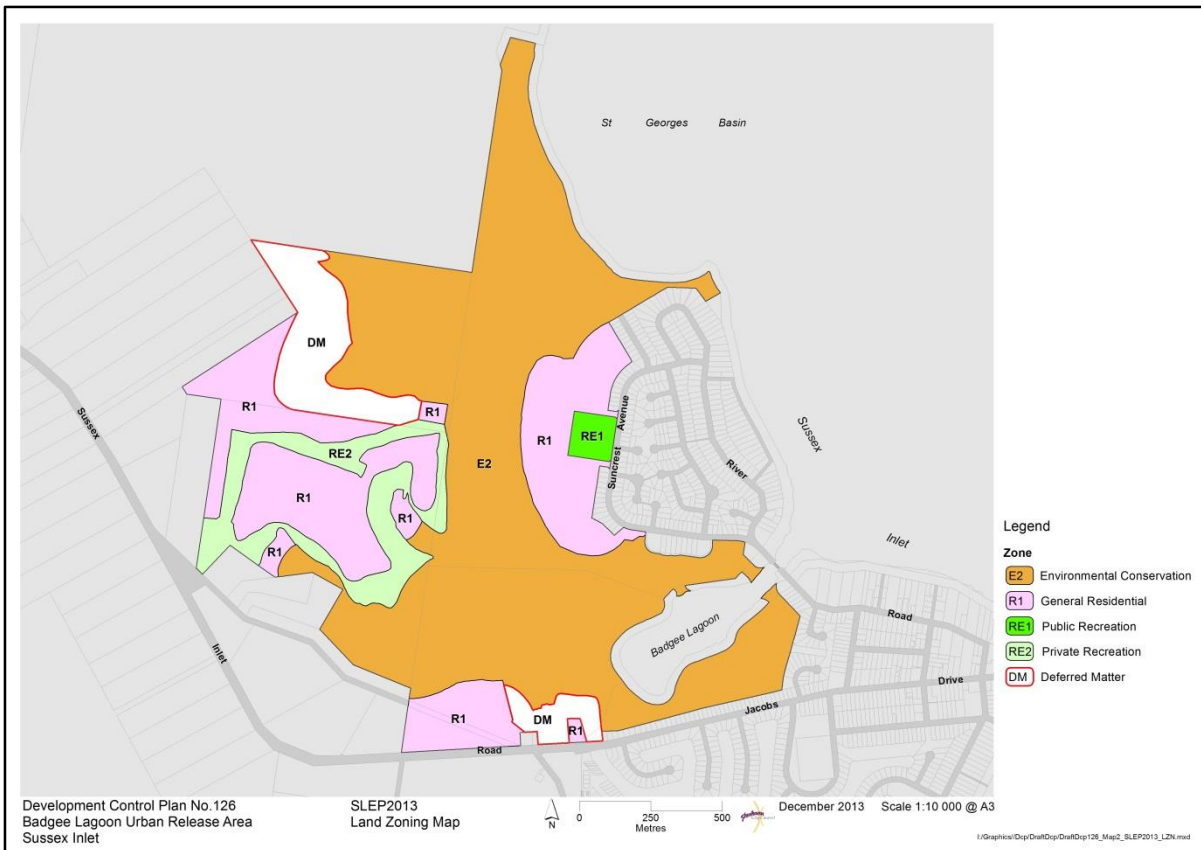 St Georges Basin
DM
R1
R1
Avenue
RE1
R1
Sussex
Sussex
RE2
E2
Suncrest
River
R1
R1
R1
Inlet
Legend
Zone
E2 Environmental Conservation
R1 General Residential
RE1 Public Recreation
RE2 Private Recreation
DM Deferred Matter
Badgee Lagoon
Road
Inlet
Drive
Jacobs
R1
DM
R1
Road
Development Control Plan No.126
Badgee Lagoon Urban Release Area
Sussex Inlet
SLEP2013
Land Zoning Map
N
0 250 500
Metres
December 2013
Scale 1:10 000 @ A3